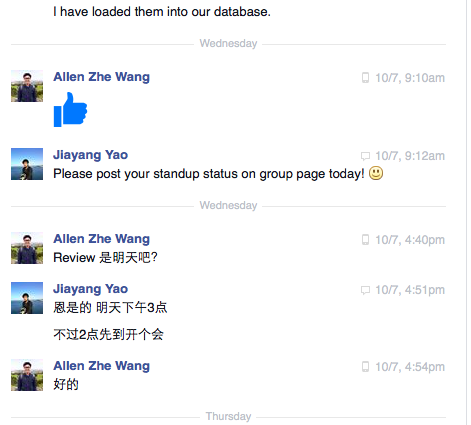 I have loaded them into our database.
Wednesday
Allen Zhe Wang
10/7, 9:10am
Jiayang Yao
10/7, 9:12am
Please post your standup status on group page today! 😃
Wednesday
Allen Zhe Wang
10/7, 4:40pm
Review 是明天吧?
Jiayang Yao
10/7, 4:51pm
恩是的 明天下午3点
不过2点先到开个会
Allen Zhe Wang
10/7, 4:54pm
好的
Thursday